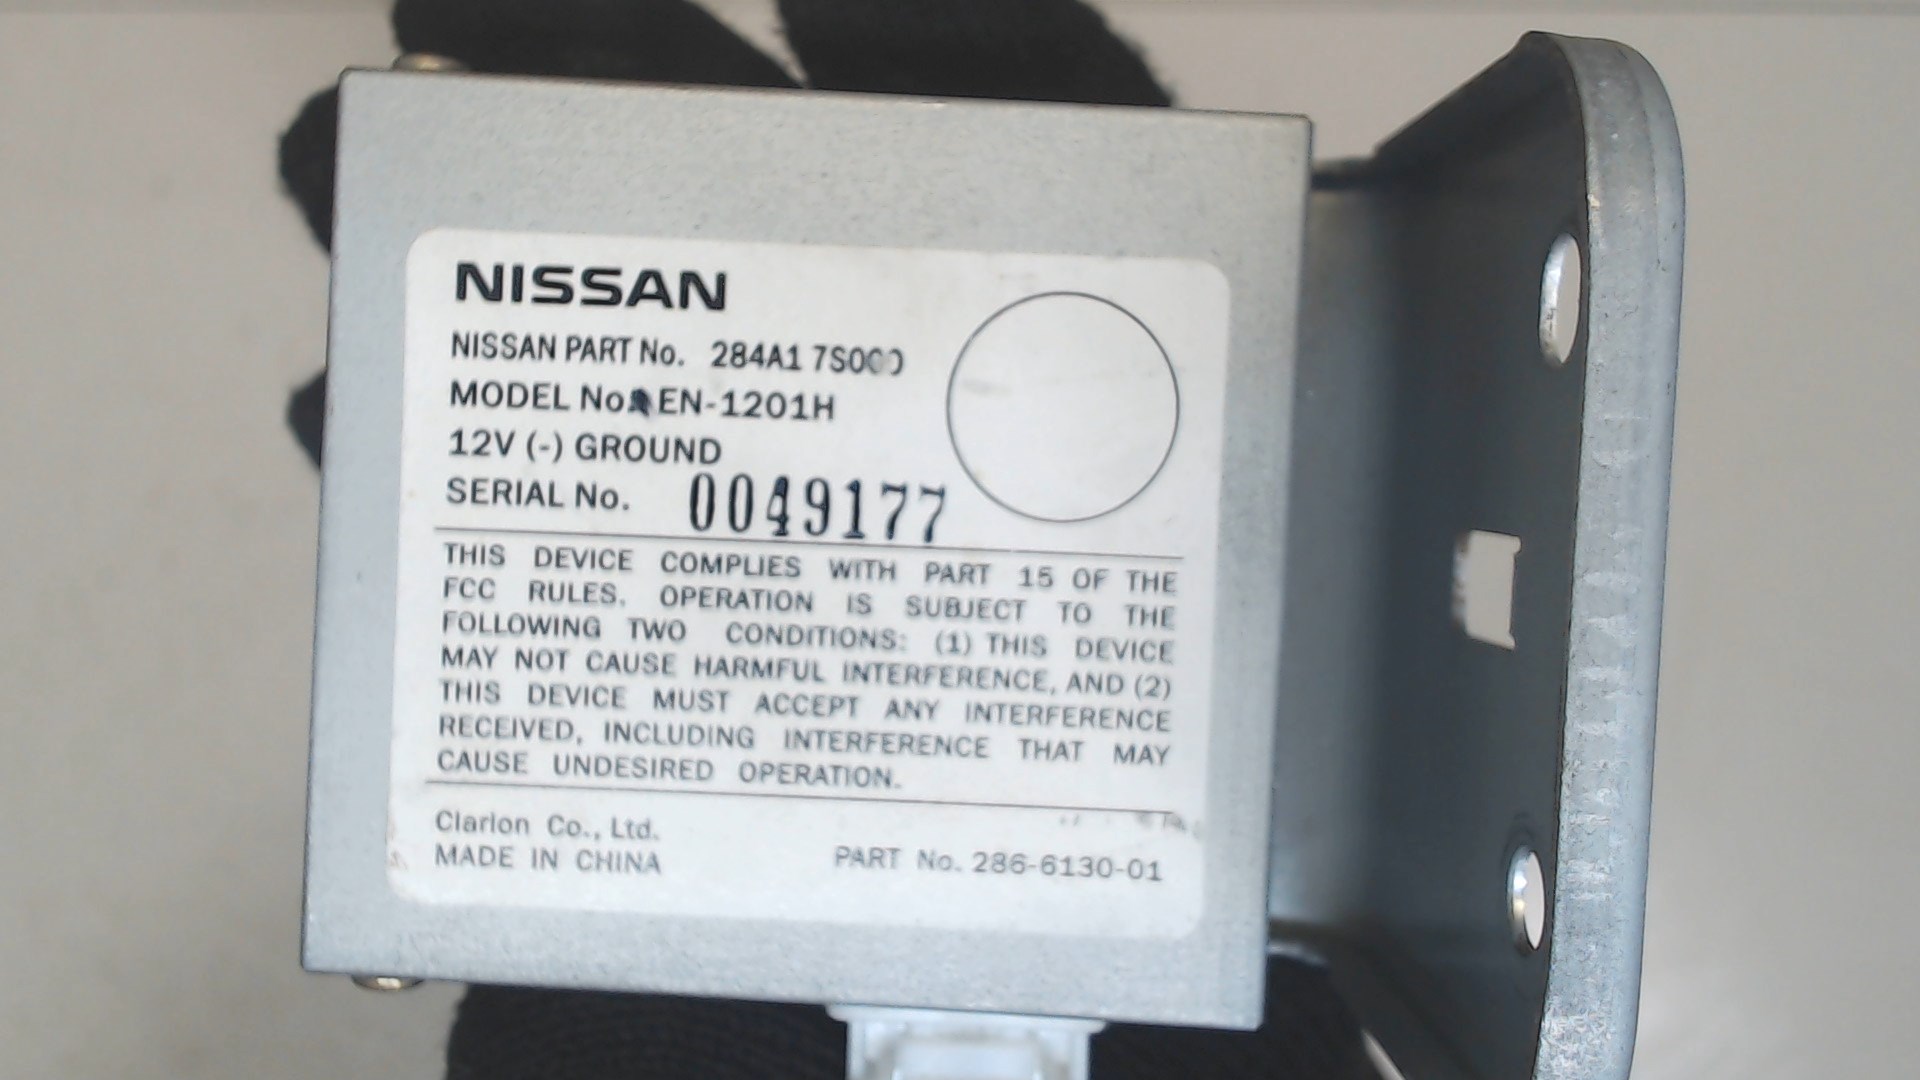 NISSAN
NISSAN PART No. 284A1 7S000
MODEL No. EN-1201H
12V (-) GROUND
SERIAL No. 0049177
THIS DEVICE COMPLIES WITH PART 15 OF THE
FCC RULES. OPERATION IS SUBJECT TO THE
FOLLOWING TWO CONDITIONS: (1) THIS DEVICE
MAY NOT CAUSE HARMFUL INTERFERENCE, AND (2)
THIS DEVICE MUST ACCEPT ANY INTERFERENCE
RECEIVED, INCLUDING INTERFERENCE THAT MAY
CAUSE UNDESIRED OPERATION.
Clarion Co., Ltd.
MADE IN CHINA
PART No. 286-6130-01